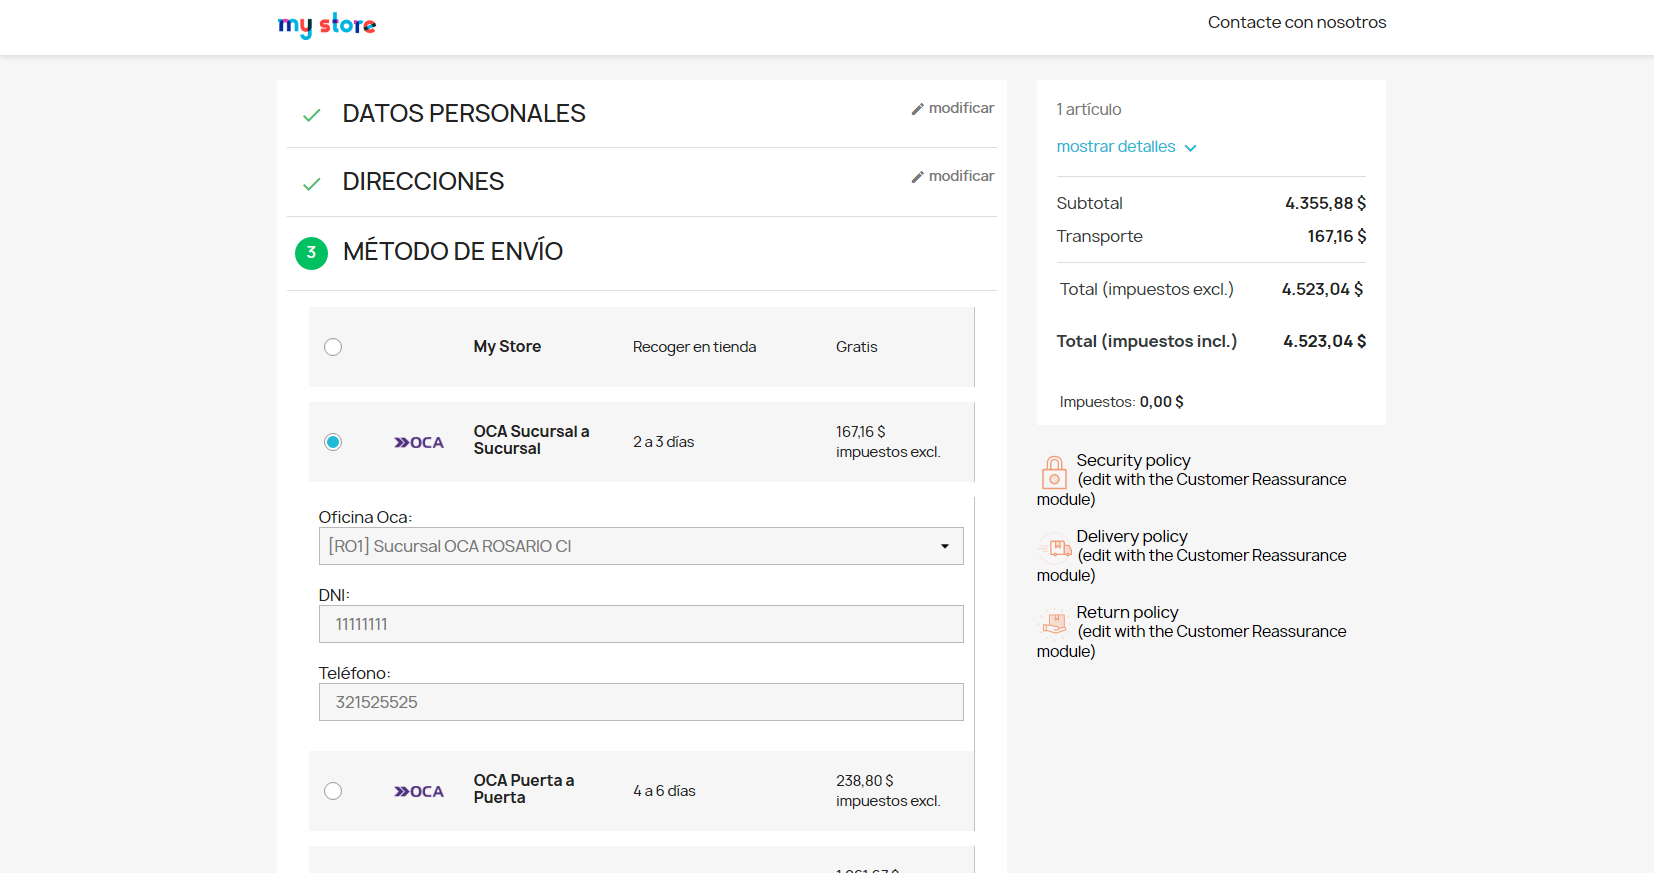 my store
Contacte con nosotros
DATOS PERSONALES
modificar
DIRECCIONES
modificar
3 MÉTODO DE ENVÍO
My Store
Recoger en tienda
Gratis
OCA
OCA Sucursal a
Sucursal
2 a 3 días
167,16 $
impuestos excl.
Oficina Oca:
[RO1] Sucursal OCA ROSARIO CI
DNI:
11111111
Teléfono:
321525525
OCA
OCA Puerta a
Puerta
4 a 6 días
238,80 $
impuestos excl.
1 artículo
mostrar detalles
Subtotal 4.355,88 $
Transporte 167,16 $
Total (impuestos excl.) 4.523,04 $
Total (impuestos incl.) 4.523,04 $
Impuestos: 0,00 $
Security policy
(edit with the Customer Reassurance
module)
Delivery policy
(edit with the Customer Reassurance
module)
Return policy
(edit with the Customer Reassurance
module)